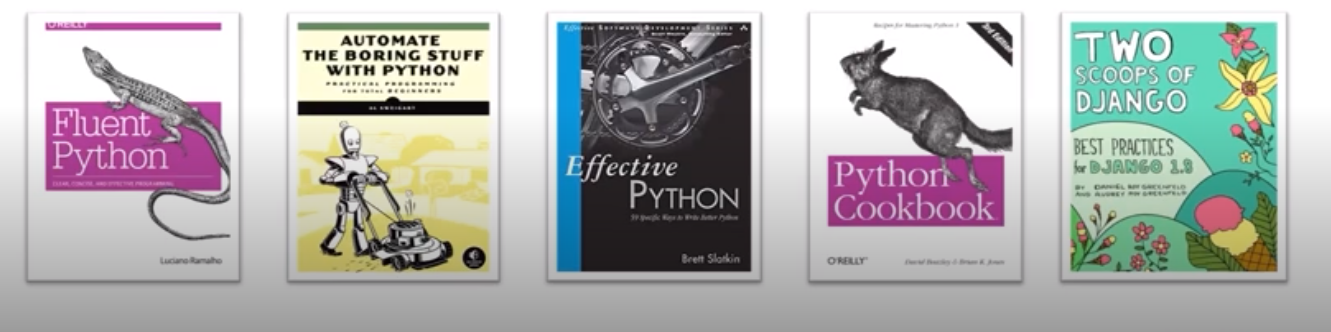 O'REILLY
Fluent
Python
CLEAR, CONCISE, AND EFFECTIVE PROGRAMMING
Luciano Ramalho
AUTOMATE
THE BORING STUFF
WITH PYTHON
PRACTICAL PROGRAMMING
FOR TOTAL BEGINNERS
AL SWEIGART
Effective SOFTWARE DEVELOPMENT SERIES
Effective
PYTHON
59 Specific Ways to Write Better Python
Brett Slatkin
Recipes for Mastering Python 3
3rd Edition
Python
Cookbook
O'REILLY
David Beazley & Brian K. Jones
TWO
SCOOPS OF
DJANGO
BEST PRACTICES
for DJANGO 1.8
BY DANIEL ROY GREENFELD
AND AUDREY ROY GREENFELD